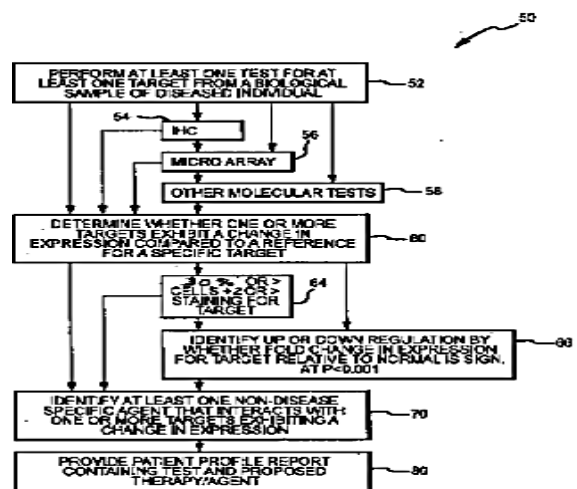 50
PERFORM AT LEAST ONE TEST FOR AT
LEAST ONE TARGET FROM A BIOLOGICAL
SAMPLE OF DISEASED INDIVIDUAL
52
54
IHC
56
MICRO ARRAY
OTHER MOLECULAR TESTS
58
DETERMINE WHETHER ONE OR MORE
TARGETS EXHIBIT A CHANGE IN
EXPRESSION COMPARED TO A REFERENCE
FOR A SPECIFIC TARGET
60
% OR >
CELLS +2 OR >
STAINING FOR
TARGET
64
IDENTIFY UP OR DOWN REGULATION BY
WHETHER FOLD CHANGE IN EXPRESSION
FOR TARGET RELATIVE TO NORMAL IS SIGN.
AT P<0.001
IDENTIFY AT LEAST ONE NON-DISEASE
SPECIFIC AGENT THAT INTERACTS WITH
ONE OR MORE TARGETS EXHIBITING A
CHANGE IN EXPRESSION
70
PROVIDE PATIENT PROFILE REPORT
CONTAINING TEST AND PROPOSED
THERAPY/AGENT
80